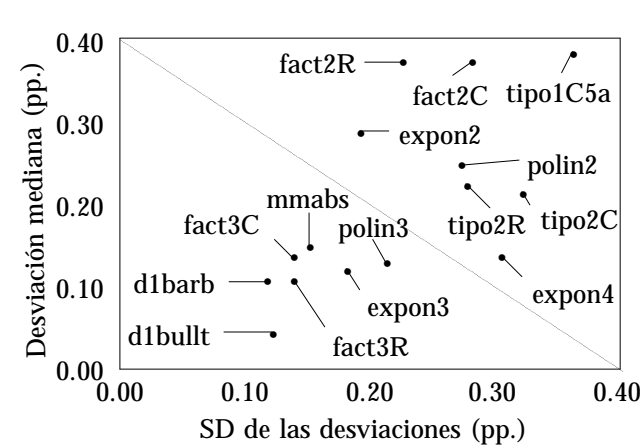 0.40
fact2R
fact2C
tipo1C5a
0.30
expon2
polin2
0.20
mmabs
fact3C
polin3
tipo2R
tipo2C
0.10
d1barb
expon3
expon4
d1bullt
fact3R
0.00
Desviación mediana (pp.)
0.00 0.10 0.20 0.30 0.40
SD de las desviaciones (pp.)